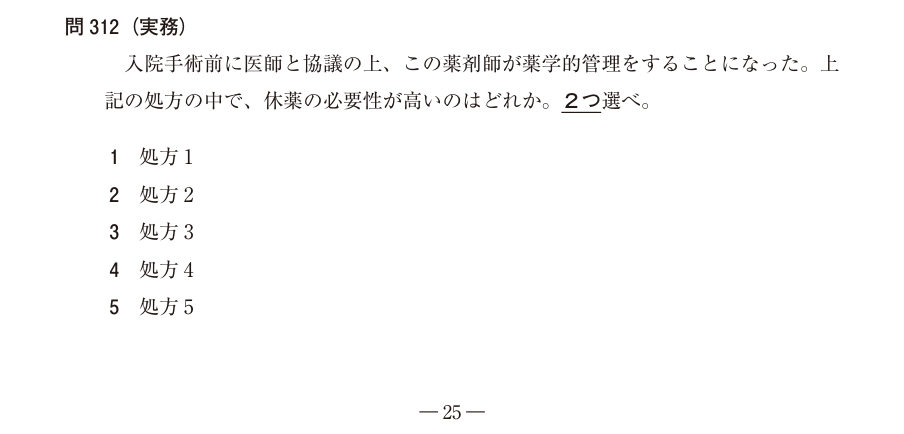 問 312（実務）
入院手術前に医師と協議の上、この薬剤師が薬学的管理をすることになった。上
記の処方の中で、休薬の必要性が高いのはどれか。２つ選べ。
1 処方 1
2 処方 2
3 処方 3
4 処方 4
5 処方 5
― 25 ―